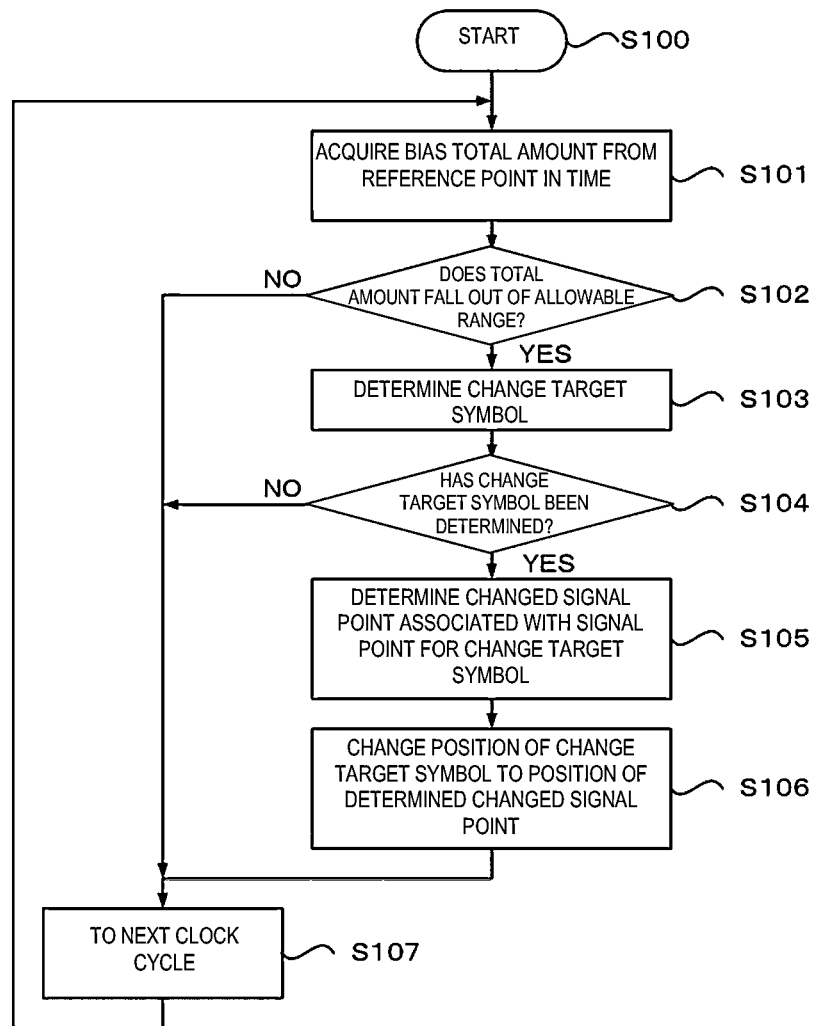 START
S100
ACQUIRE BIAS TOTAL AMOUNT FROM
REFERENCE POINT IN TIME
S101
DOES TOTAL
AMOUNT FALL OUT OF ALLOWABLE
RANGE?
NO
S102
YES
DETERMINE CHANGE TARGET
SYMBOL
S103
HAS CHANGE
TARGET SYMBOL BEEN
DETERMINED?
NO
S104
YES
DETERMINE CHANGED SIGNAL
POINT ASSOCIATED WITH SIGNAL
POINT FOR CHANGE TARGET
SYMBOL
S105
CHANGE POSITION OF CHANGE
TARGET SYMBOL TO POSITION OF
DETERMINED CHANGED SIGNAL
POINT
S106
TO NEXT CLOCK
CYCLE
S107